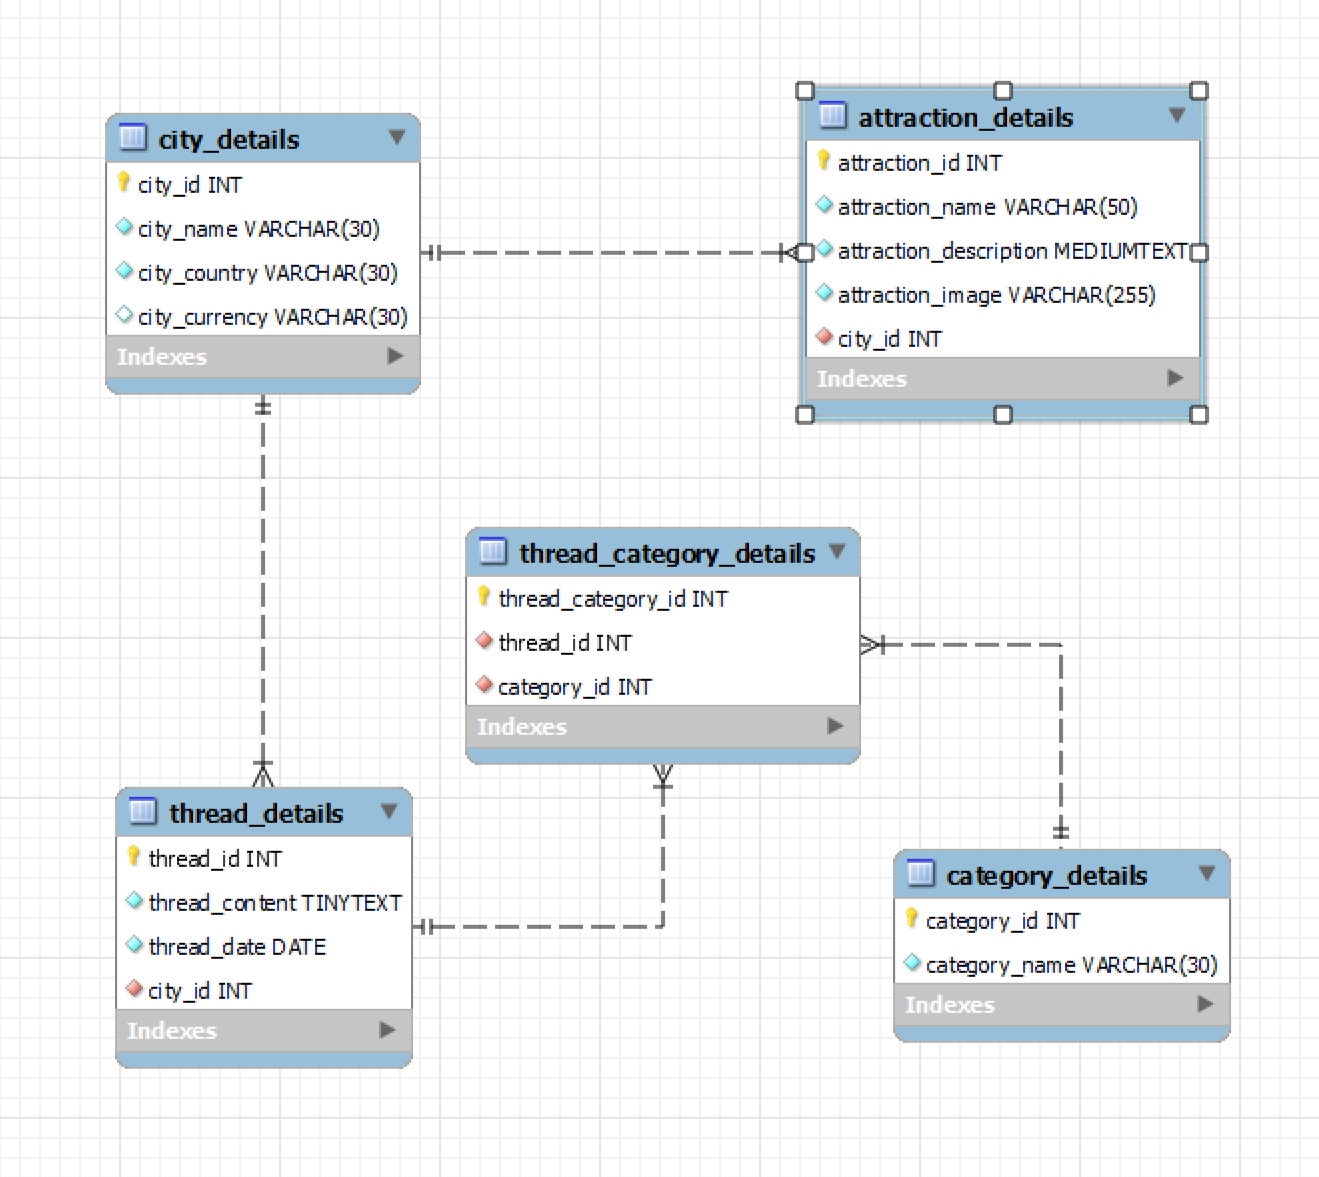 city_details
city_id INT
city_name VARCHAR(30)
city_country VARCHAR(30)
city_currency VARCHAR(30)
Indexes
attraction_details
attraction_id INT
attraction_name VARCHAR(50)
attraction_description MEDIUMTEXT
attraction_image VARCHAR(255)
city_id INT
Indexes
thread_category_details
thread_category_id INT
thread_id INT
category_id INT
Indexes
thread_details
thread_id INT
thread_content TINYTEXT
thread_date DATE
city_id INT
Indexes
category_details
category_id INT
category_name VARCHAR(30)
Indexes